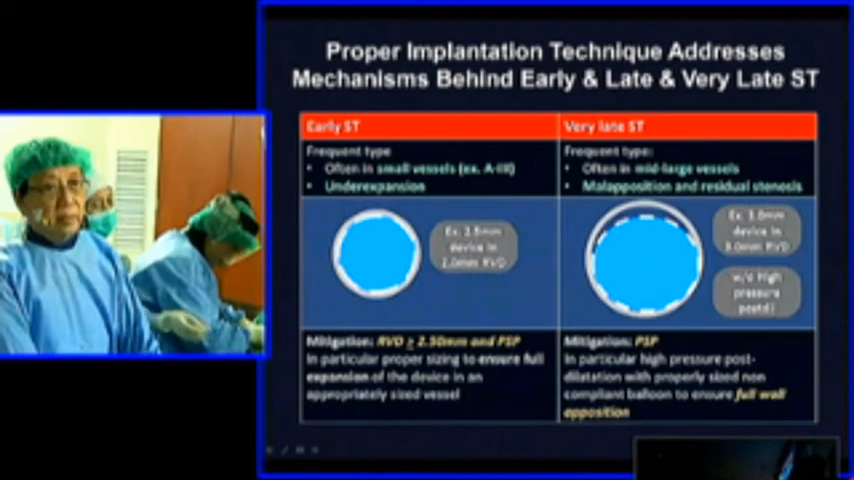 Proper Implantation Technique Addresses
Mechanisms Behind Early & Late & Very Late ST
Early ST
Frequent type
• Often in small vessels (ex. A-III)
• Underexpansion
Ex. 2.5mm
device in
2.0mm RVD
Mitigation: RVD ≥ 2.50mm and PSP
In particular proper sizing to ensure full
expansion of the device in an
appropriately sized vessel
Very late ST
Frequent type:
• Often in mid-large vessels
• Malapposition and residual stenosis
device in
RVD
w/o High
pressure
postdil
Mitigation: PSP
In particular high pressure post-
dilatation with properly sized non
compliant balloon to ensure full wall
apposition